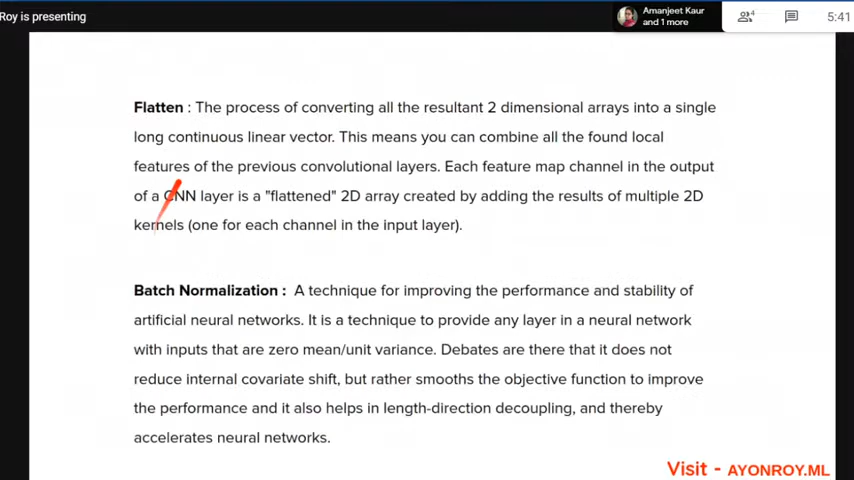 Roy is presenting
Amanjeet Kaur
and 1 more
4
5:41
Flatten : The process of converting all the resultant 2 dimensional arrays into a single
long continuous linear vector. This means you can combine all the found local
features of the previous convolutional layers. Each feature map channel in the output
of a CNN layer is a "flattened" 2D array created by adding the results of multiple 2D
kernels (one for each channel in the input layer).
Batch Normalization : A technique for improving the performance and stability of
artificial neural networks. It is a technique to provide any layer in a neural network
with inputs that are zero mean/unit variance. Debates are there that it does not
reduce internal covariate shift, but rather smooths the objective function to improve
the performance and it also helps in length-direction decoupling, and thereby
accelerates neural networks.
Visit - AYONROY.ML